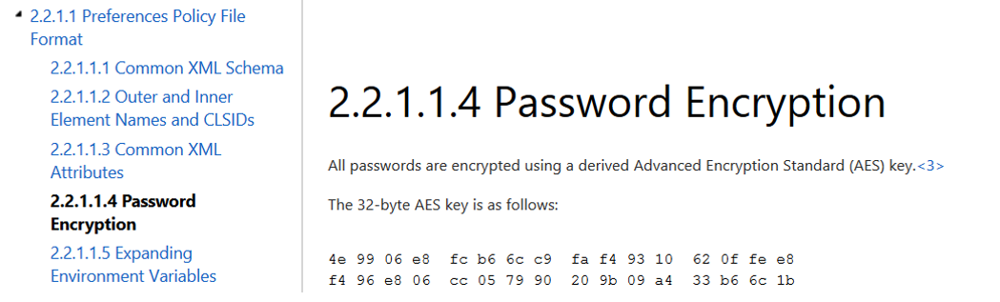 2.2.1.1 Preferences Policy File
Format
2.2.1.1.1 Common XML Schema
2.2.1.1.2 Outer and Inner
Element Names and CLSIDs
2.2.1.1.3 Common XML
Attributes
2.2.1.1.4 Password
Encryption
2.2.1.1.5 Expanding
Environment Variables
2.2.1.1.4 Password Encryption
All passwords are encrypted using a derived Advanced Encryption Standard (AES) key.<3>
The 32-byte AES key is as follows:
4e 99 06 e8  fc b6 6c c9  fa f4 93 10  62 0f fe e8
f4 96 e8 06  cc 05 79 90  20 9b 09 a4  33 b6 6c 1b